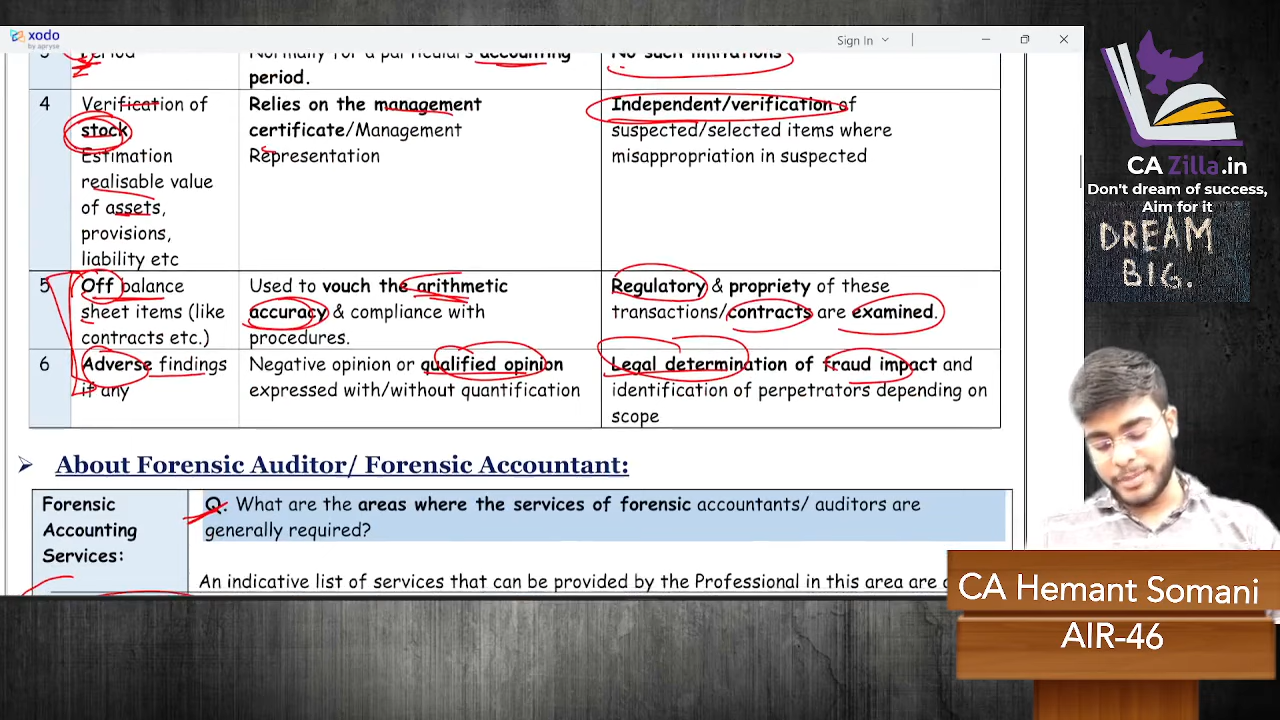 xodo
by apryse
Sign In
3 Period Normally for a particulars accounting period. No such limitations
4 Verification of stock Estimation realisable value of assets, provisions, liability etc
Relies on the management certificate/Management Representation
Independent/verification of suspected/selected items where misappropriation in suspected
5 Off balance sheet items (like contracts etc.)
Used to vouch the arithmetic accuracy & compliance with procedures.
Regulatory & propriety of these transactions/contracts are examined.
6 Adverse findings if any
Negative opinion or qualified opinion expressed with/without quantification
Legal determination of fraud impact and identification of perpetrators depending on scope
About Forensic Auditor/ Forensic Accountant:
Forensic Accounting Services:
Q. What are the areas where the services of forensic accountants/ auditors are
generally required?
An indicative list of services that can be provided by the Professional in this area are
CA Zilla.in
Don't dream of success,
Aim for it
DREAM
BIG.
CA Hemant Somani
AIR-46